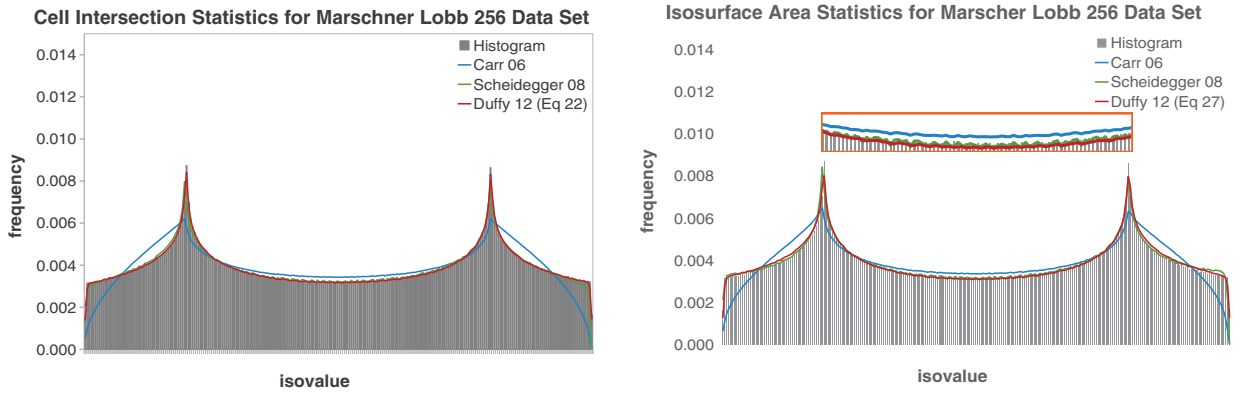 Cell Intersection Statistics for Marschner Lobb 256 Data Set
0.014
0.012
0.010
0.008
0.006
0.004
0.002
0.000
frequency
isovalue
Histogram
Carr 06
Scheidegger 08
Duffy 12 (Eq 22)
Isosurface Area Statistics for Marscher Lobb 256 Data Set
0.014
0.012
0.010
0.008
0.006
0.004
0.002
0.000
frequency
isovalue
Histogram
Carr 06
Scheidegger 08
Duffy 12 (Eq 27)